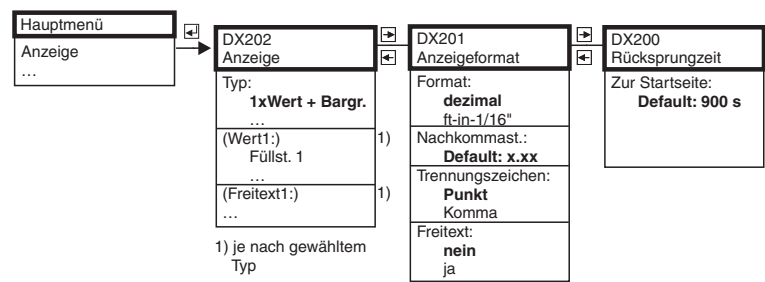 Hauptmenü
Anzeige
…
DX202
Anzeige
Typ:
1xWert + Bargr.
…
(Wert1:)
Füllst. 1
…
1)
(Freitext1:)
…
1)
1) je nach gewähltem
Typ
DX201
Anzeigeformat
Format:
dezimal
ft-in-1/16"
Nachkommast.:
Default: x.xx
Trennungszeichen:
Punkt
Komma
Freitext:
nein
ja
DX200
Rücksprungzeit
Zur Startseite:
Default: 900 s